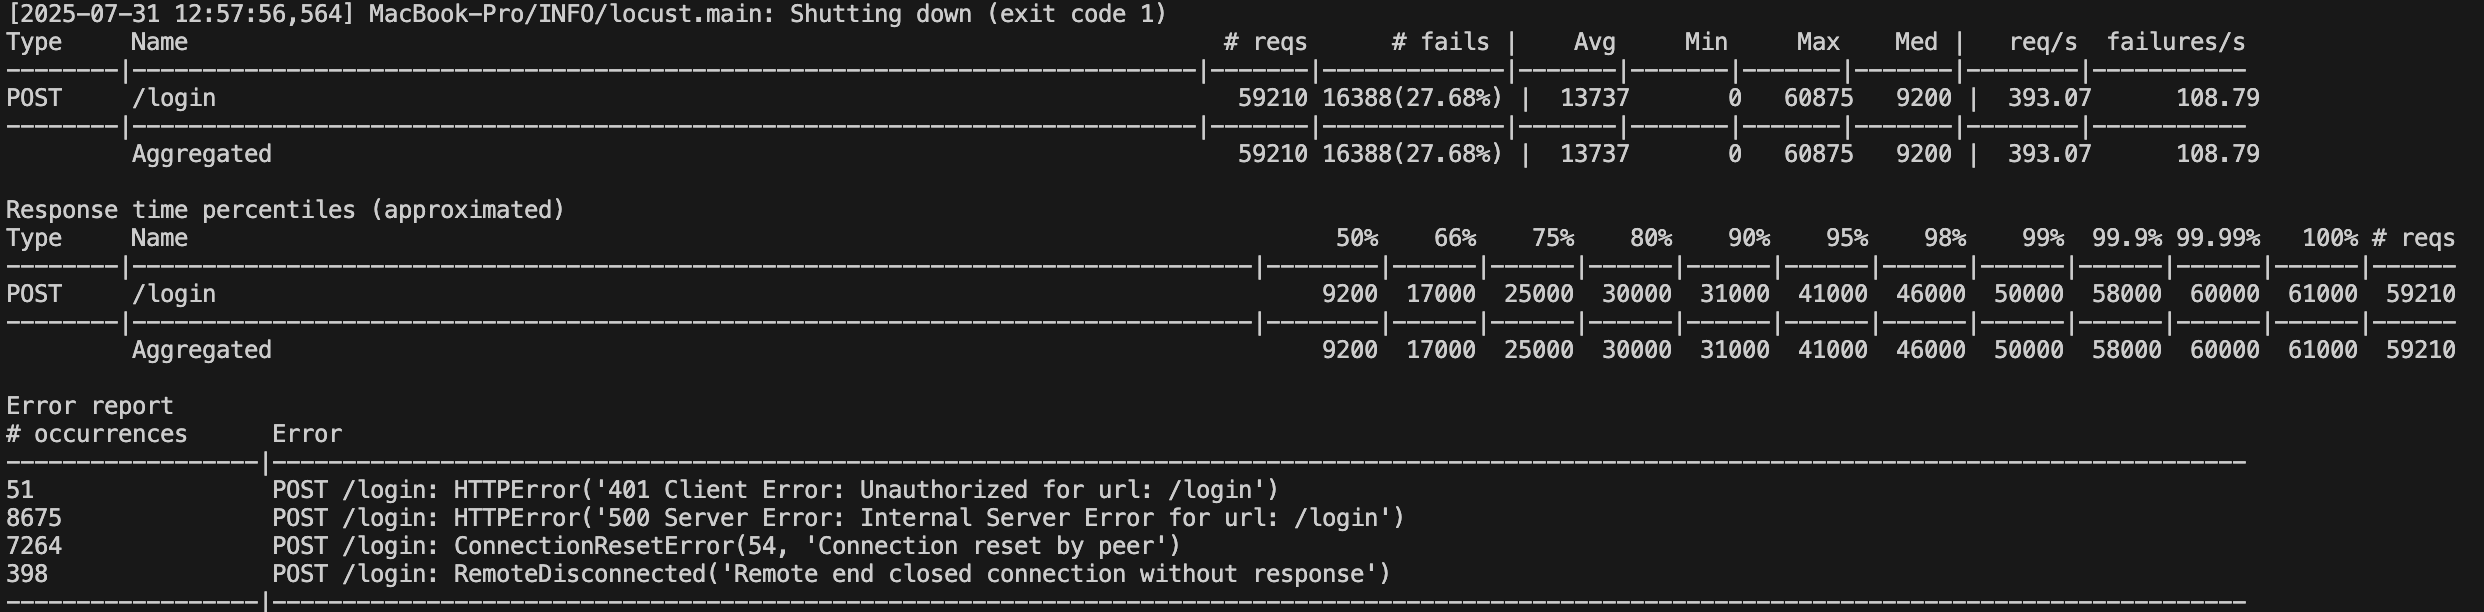 [2025-07-31 12:57:56,564] MacBook-Pro/INFO/locust.main: Shutting down (exit code 1)
Type     Name                                                                          # reqs      # fails |    Avg     Min     Max    Med |   req/s  failures/s
--------|----------------------------------------------------------------------------|-------|-------------|-------|-------|-------|-------|--------|-----------
POST     /login                                                                         59210 16388(27.68%) |  13737       0   60875   9200 |  393.07      108.79
--------|----------------------------------------------------------------------------|-------|-------------|-------|-------|-------|-------|--------|-----------
         Aggregated                                                                     59210 16388(27.68%) |  13737       0   60875   9200 |  393.07      108.79
Response time percentiles (approximated)
Type     Name                                                                                  50%    66%    75%    80%    90%    95%    98%    99%  99.9% 99.99%   100% # reqs
--------|--------------------------------------------------------------------------------|--------|------|------|------|------|------|------|------|------|------|------|------
POST     /login                                                                               9200  17000  25000  30000  31000  41000  46000  50000  58000  60000  61000  59210
--------|--------------------------------------------------------------------------------|--------|------|------|------|------|------|------|------|------|------|------|------
         Aggregated                                                                           9200  17000  25000  30000  31000  41000  46000  50000  58000  60000  61000  59210
Error report
# occurrences      Error
------------------|---------------------------------------------------------------------------------------------------------------------------------------------
51                 POST /login: HTTPError('401 Client Error: Unauthorized for url: /login')
8675               POST /login: HTTPError('500 Server Error: Internal Server Error for url: /login')
7264               POST /login: ConnectionResetError(54, 'Connection reset by peer')
398                POST /login: RemoteDisconnected('Remote end closed connection without response')
------------------|---------------------------------------------------------------------------------------------------------------------------------------------